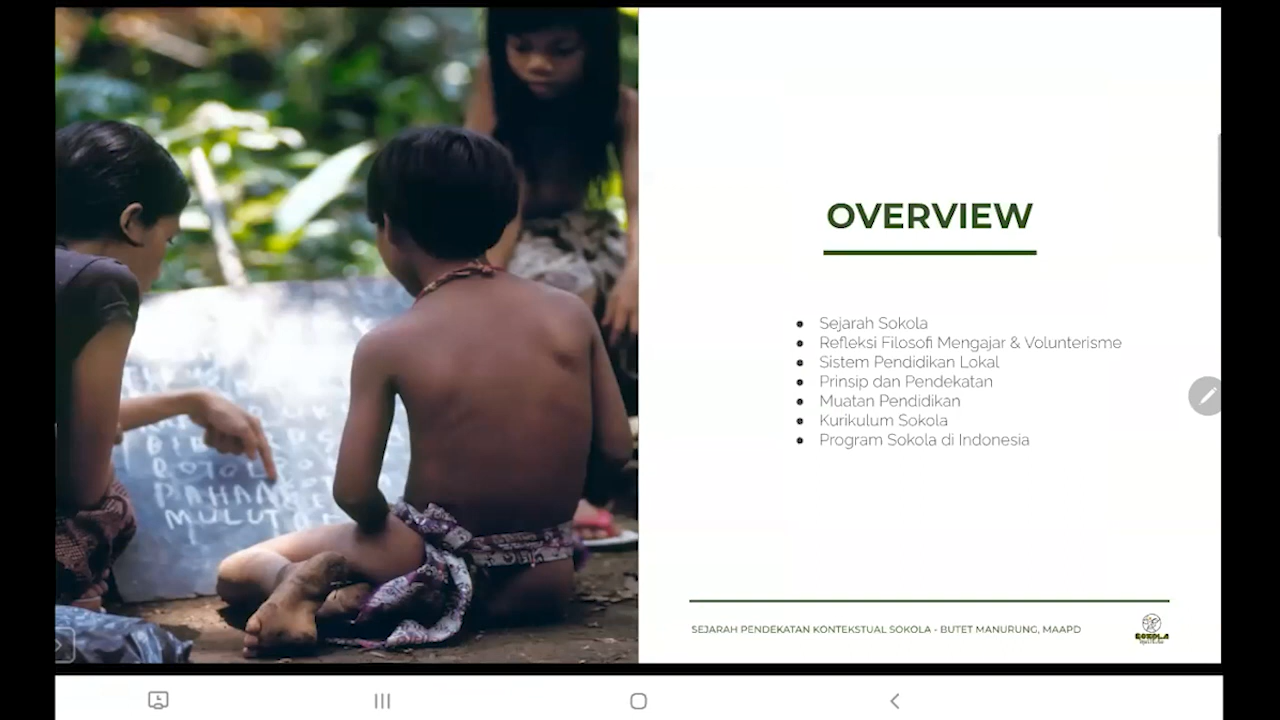 PAHAM
MULUT
OVERVIEW
Sejarah Sokola
Refleksi Filosofi Mengajar & Volunterisme
Sistem Pendidikan Lokal
Prinsip dan Pendekatan
Muatan Pendidikan
Kurikulum Sokola
Program Sokola di Indonesia
SEJARAH PENDEKATAN KONTEKSTUAL SOKOLA - BUTET MANURUNG, MAAPD
SOKOLA